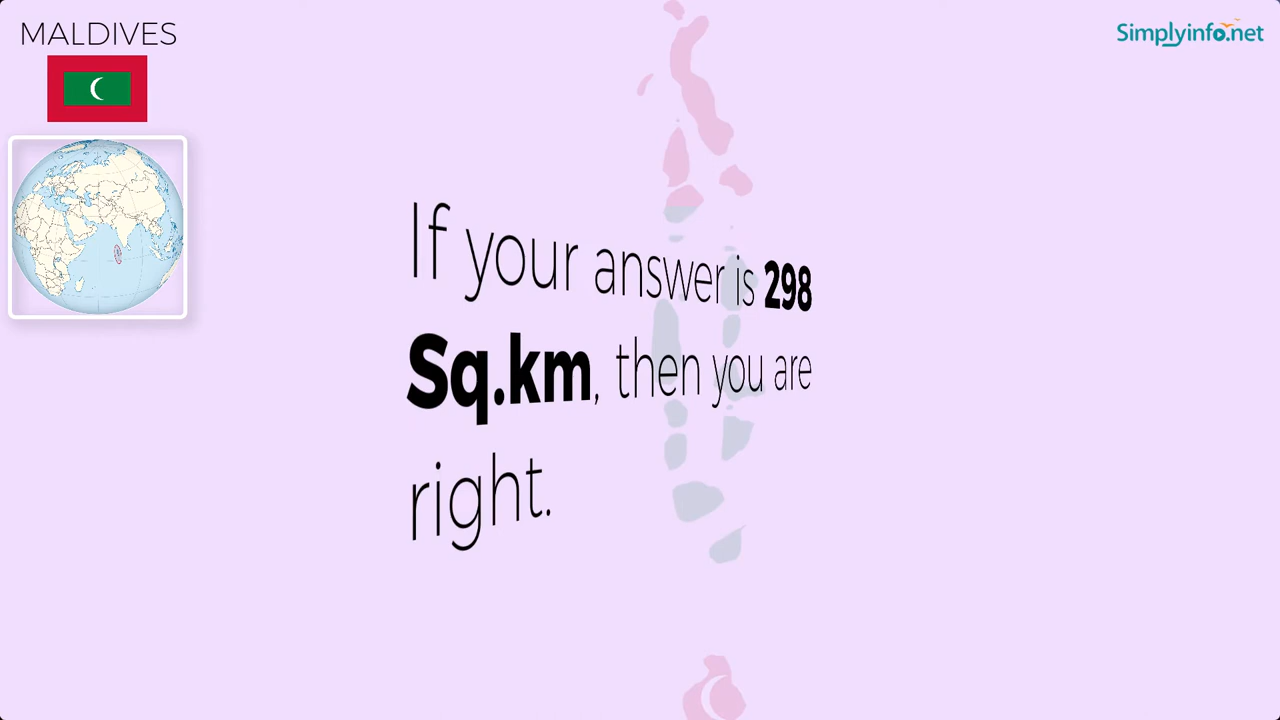 MALDIVES
Simplyinfo.net
If your answer is 298
Sq.km, then you are
right.